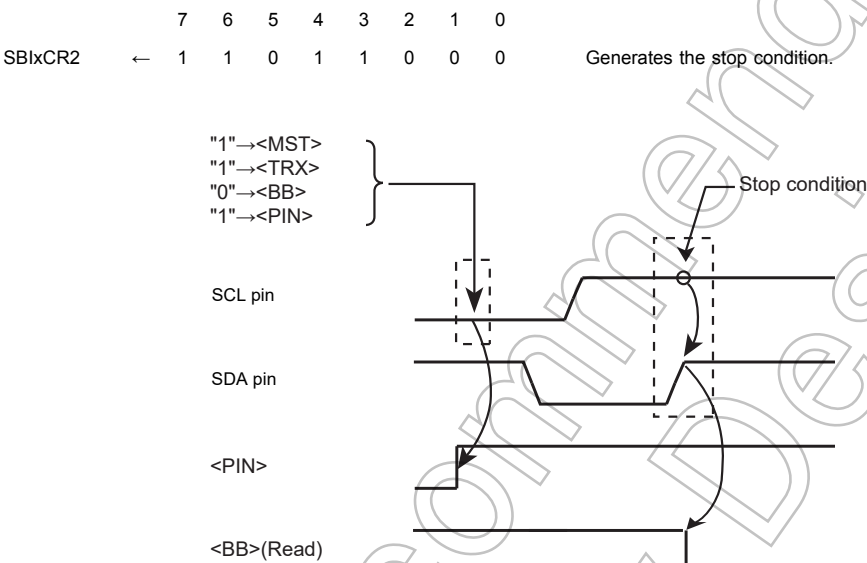 7 6 5 4 3 2 1 0
SBIxCR2 ← 1 1 0 1 1 0 0 0 Generates the stop condition.
"1"→<MST>
"1"→<TRX>
"0"→<BB>
"1"→<PIN>
Stop condition
SCL pin
SDA pin
<PIN>
<BB>(Read)